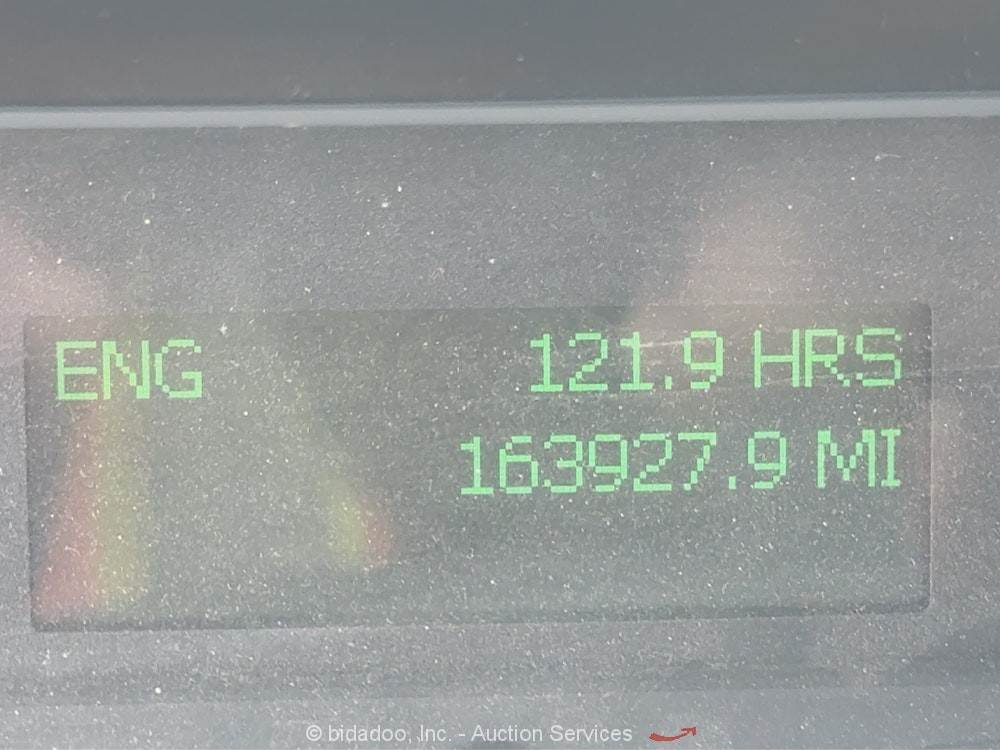 ENG 121.9 HRS
163927.9 MI
© bidadoo, Inc. - Auction Services